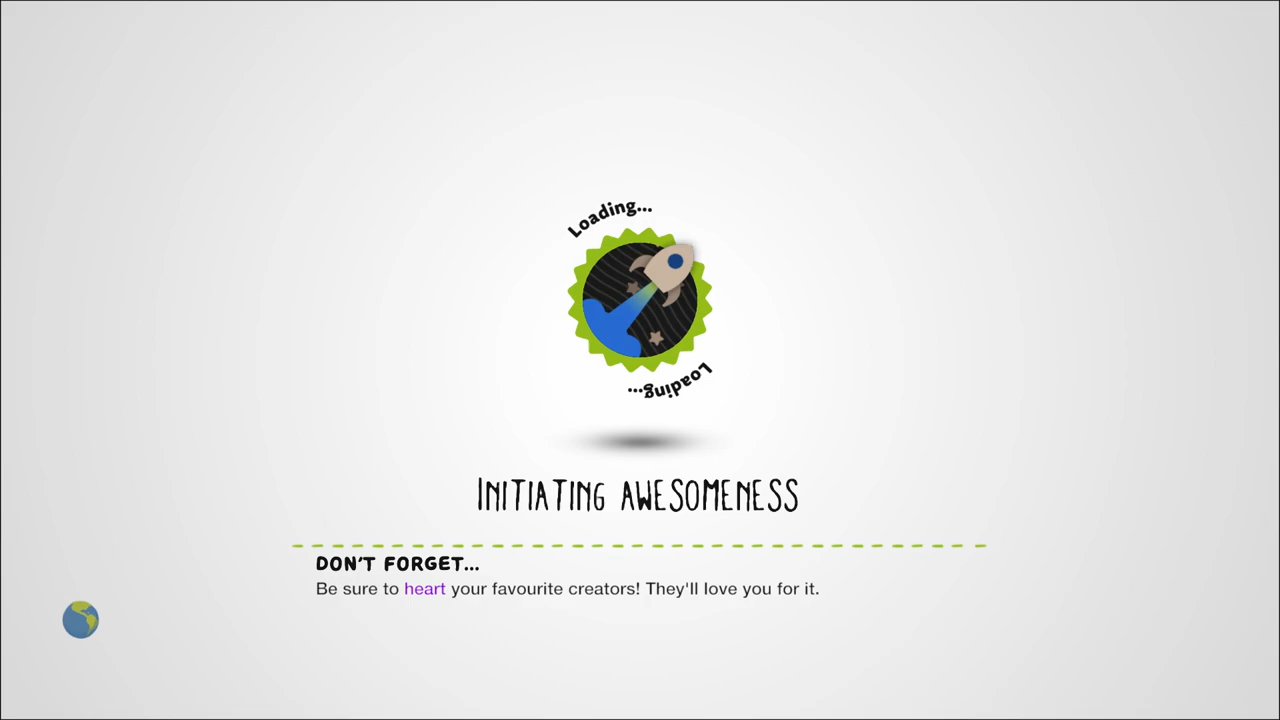 Loading...
Loading...
INITIATING AWESOMENESS
DON'T FORGET...
Be sure to heart your favourite creators! They'll love you for it.